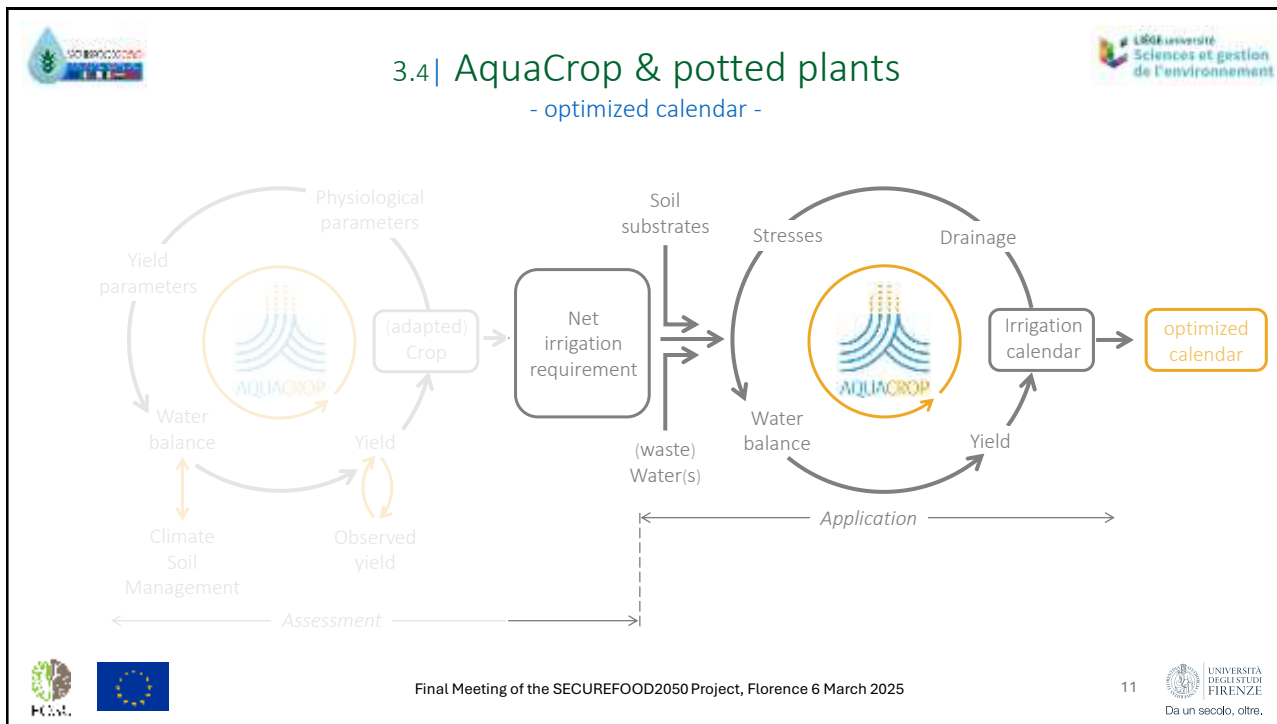 3.4| AquaCrop & potted plants
- optimized calendar -
LIÈGE université
Sciences et gestion
de l'environnement
Physiological
parameters
Yield
parameters
(adapted)
Crop
AQUACROP
Water
balance
Yield
Climate
Soil
Management
Observed
yield
Assessment
Net
irrigation
requirement
Soil
substrates
(waste)
Water(s)
Stresses
Drainage
AQUACROP
Irrigation
calendar
optimized
calendar
Water
balance
Yield
Application
Final Meeting of the SECUREFOOD2050 Project, Florence 6 March 2025
11
UNIVERSITÀ
DEGLI STUDI
FIRENZE
Da un secolo, oltre.